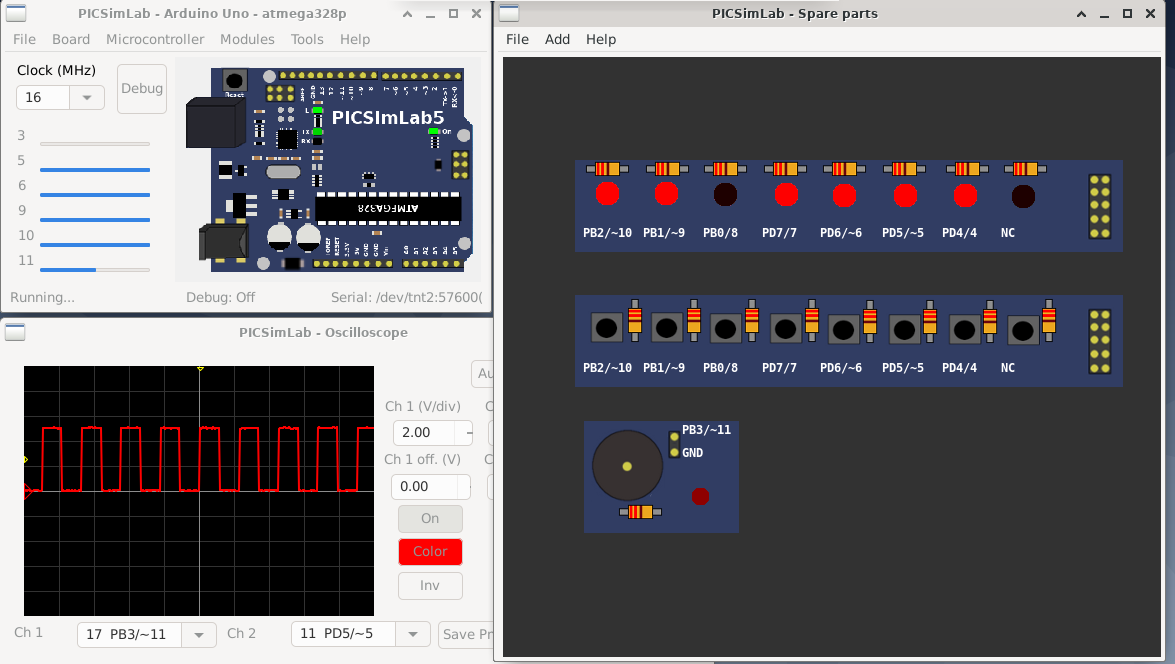 PICSimLab - Arduino Uno - atmega328p
File Board Microcontroller Modules Tools Help
Clock (MHz)
16
Debug
3
5
6
9
10
11
Reset
PICSImLab5
L
TX
RX
On
ATMEGA328
Running...
Debug: Off
Serial: /dev/tnt2:57600(
PICSimLab - Oscilloscope
Au
Ch 1 (V/div)
2.00
Ch 1 off. (V)
0.00
On
Color
Inv
Ch 1
17 PB3/~11
Ch 2
11 PD5/~5
Save Pr
PICSimLab - Spare parts
File Add Help
PB2/~10 PB1/~9 PB0/8 PD7/7 PD6/~6 PD5/~5 PD4/4 NC
PB2/~10 PB1/~9 PB0/8 PD7/7 PD6/~6 PD5/~5 PD4/4 NC
PB3/~11
GND